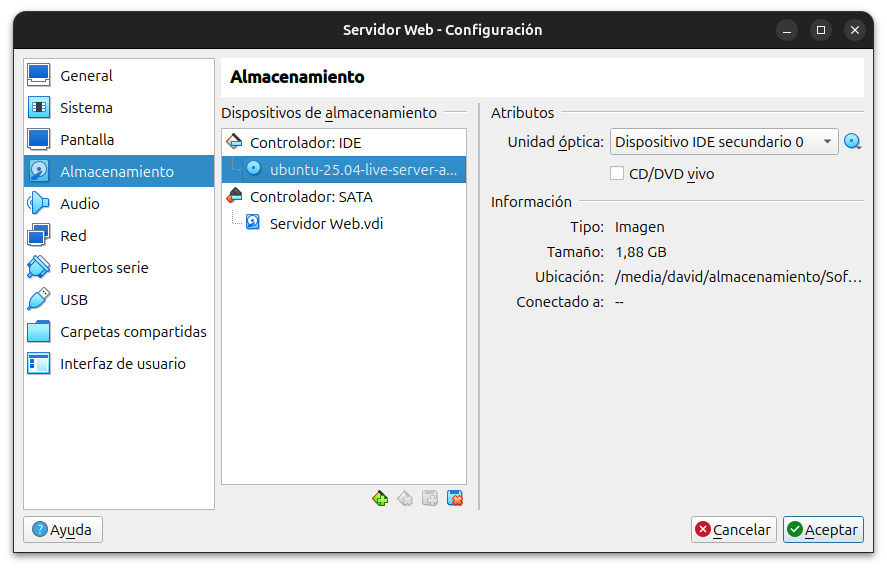 Servidor Web - Configuración
General
Sistema
Pantalla
Almacenamiento
Audio
Red
Puertos serie
USB
Carpetas compartidas
Interfaz de usuario
Almacenamiento
Dispositivos de almacenamiento
Controlador: IDE
ubuntu-25.04-live-server-a...
Controlador: SATA
Servidor Web.vdi
Atributos
Unidad óptica: Dispositivo IDE secundario 0
CD/DVD vivo
Información
Tipo: Imagen
Tamaño: 1,88 GB
Ubicación: /media/david/almacenamiento/Sof...
Conectado a: --
Ayuda
Cancelar
Aceptar